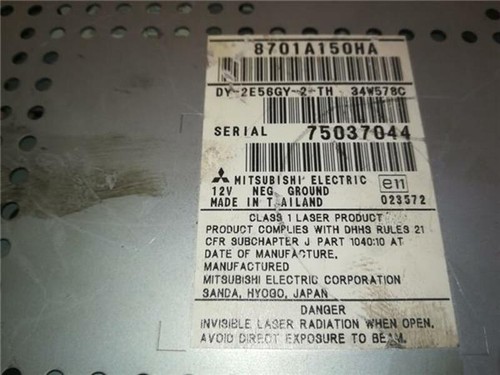 8701A150HA
DY-2E56GY-2-TH 34W578C
SERIAL 75037044
MITSUBISHI ELECTRIC
12V NEG. GROUND
MADE IN THAILAND
e11
023572
CLASS 1 LASER PRODUCT
PRODUCT COMPLIES WITH DHHS RULES 21
CFR SUBCHAPTER J PART 1040:10 AT
DATE OF MANUFACTURE.
MANUFACTURED
MITSUBISHI ELECTRIC CORPORATION
SANDA, HYOGO, JAPAN
DANGER
INVISIBLE LASER RADIATION WHEN OPEN.
AVOID DIRECT EXPOSURE TO BEAM.